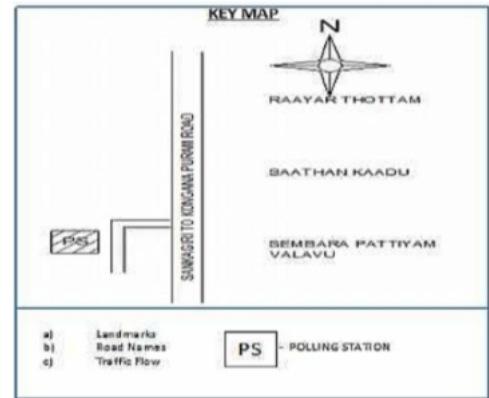 KEY MAP
N
RAAYAR THOTTAM
SAATHAN KAADU
SANKAGIRI TO KONGANA PURAM ROAD
PS
SEMBARA PATTIYAM
VALAVU
a) Landmarks
b) Road Names
c) Traffic Flow
PS - POLLING STATION